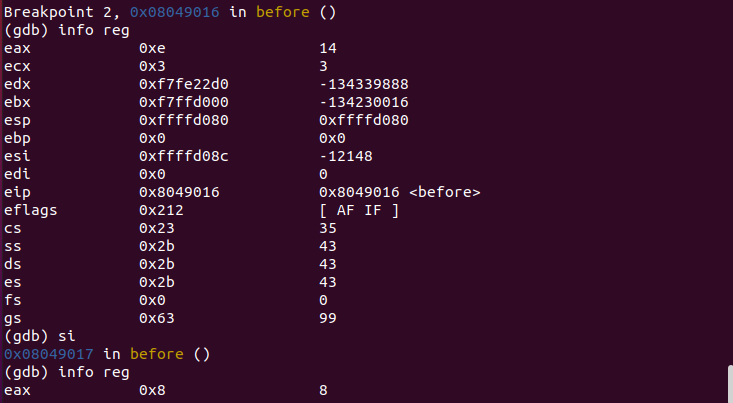 Breakpoint 2, 0x08049016 in before ()
(gdb) info reg
eax 0xe 14
ecx 0x3 3
edx 0xf7fe22d0 -134339888
ebx 0xf7ffd000 -134230016
esp 0xffffd080 0xffffd080
ebp 0x0 0x0
esi 0xffffd08c -12148
edi 0x0 0
eip 0x8049016 0x8049016 <before>
eflags 0x212 [ AF IF ]
cs 0x23 35
ss 0x2b 43
ds 0x2b 43
es 0x2b 43
fs 0x0 0
gs 0x63 99
(gdb) si
0x08049017 in before ()
(gdb) info reg
eax 0x8 8